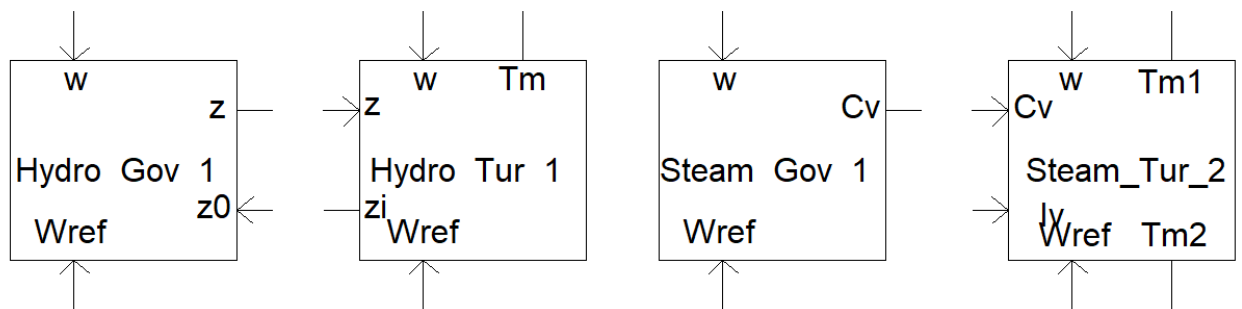 w
z
Hydro Gov 1
z0
Wref
w Tm
z
Hydro Tur 1
zi
Wref
w
Cv
Steam Gov 1
Wref
w Tm1
Cv
Steam_Tur_2
Iv
Wref Tm2